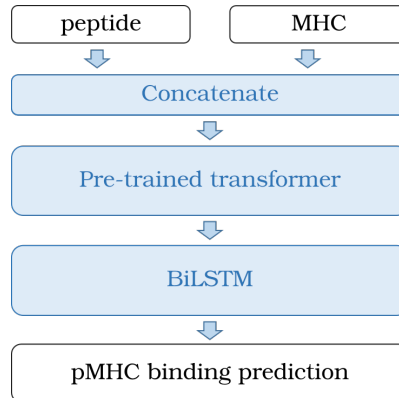 peptide MHC
Concatenate
Pre-trained transformer
BiLSTM
pMHC binding prediction